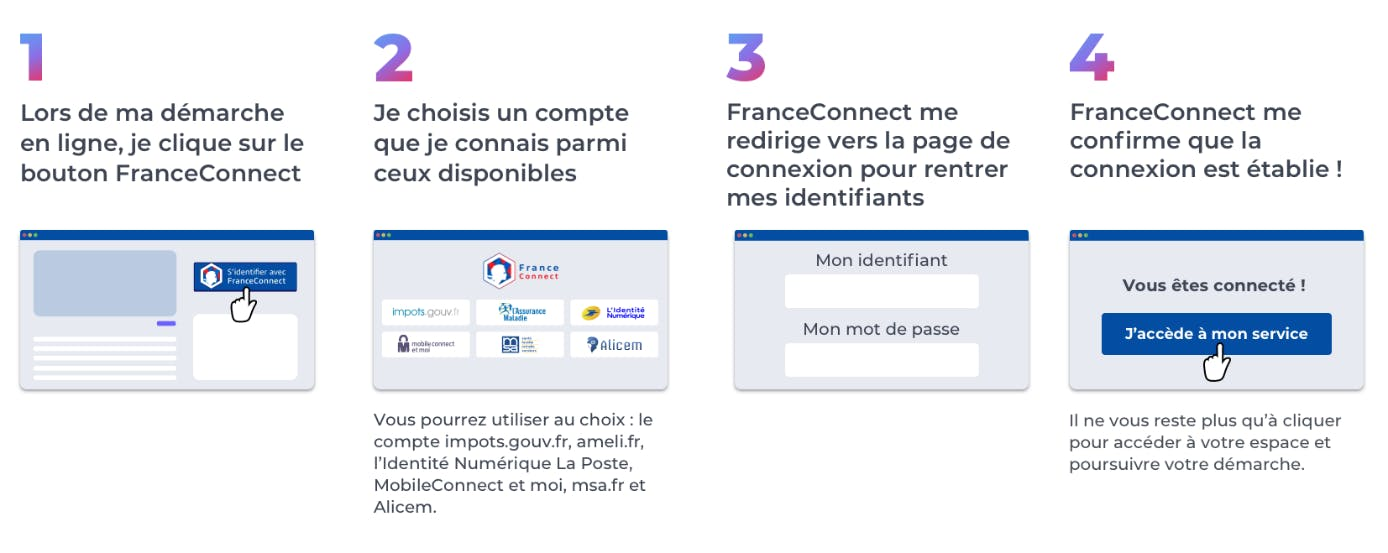 1
Lors de ma démarche
en ligne, je clique sur le
bouton FranceConnect
S'identifier avec
FranceConnect
2
Je choisis un compte
que je connais parmi
ceux disponibles
France
Connect
impots.gouv.fr
l'Assurance
Maladie
L'Identité
Numérique
mobileconnect
et moi
msa
santé
famille
retraite
services
Alicem
Vous pourrez utiliser au choix : le
compte impots.gouv.fr, ameli.fr,
l’Identité Numérique La Poste,
MobileConnect et moi, msa.fr et
Alicem.
3
FranceConnect me
redirige vers la page de
connexion pour rentrer
mes identifiants
Mon identifiant
Mon mot de passe
4
FranceConnect me
confirme que la
connexion est établie !
Vous êtes connecté !
J’accède à mon service
Il ne vous reste plus qu’à cliquer
pour accéder à votre espace et
poursuivre votre démarche.